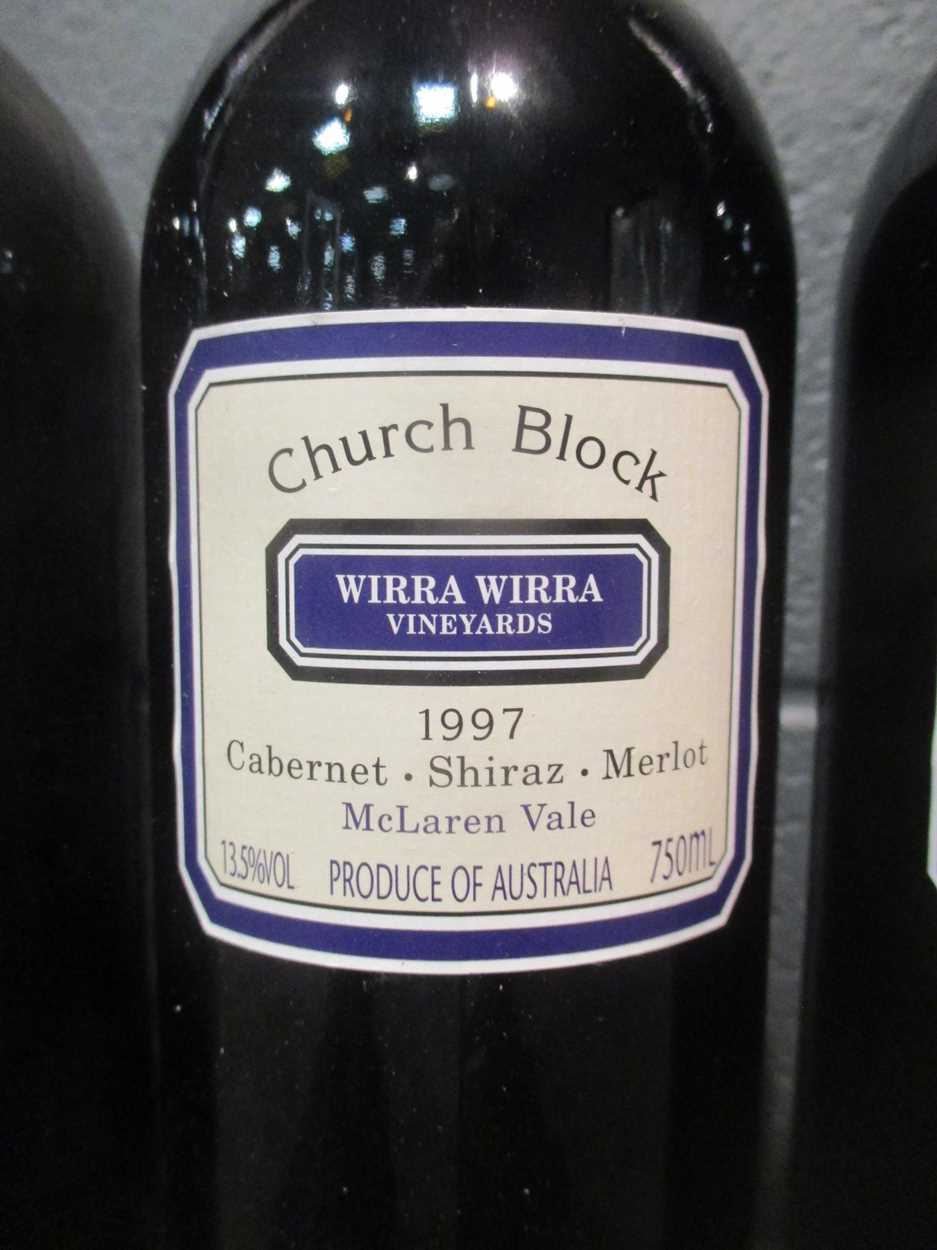 Church Block
WIRRA WIRRA
VINEYARDS
1997
Cabernet · Shiraz · Merlot
McLaren Vale
13.5%VOL PRODUCE OF AUSTRALIA 750mL